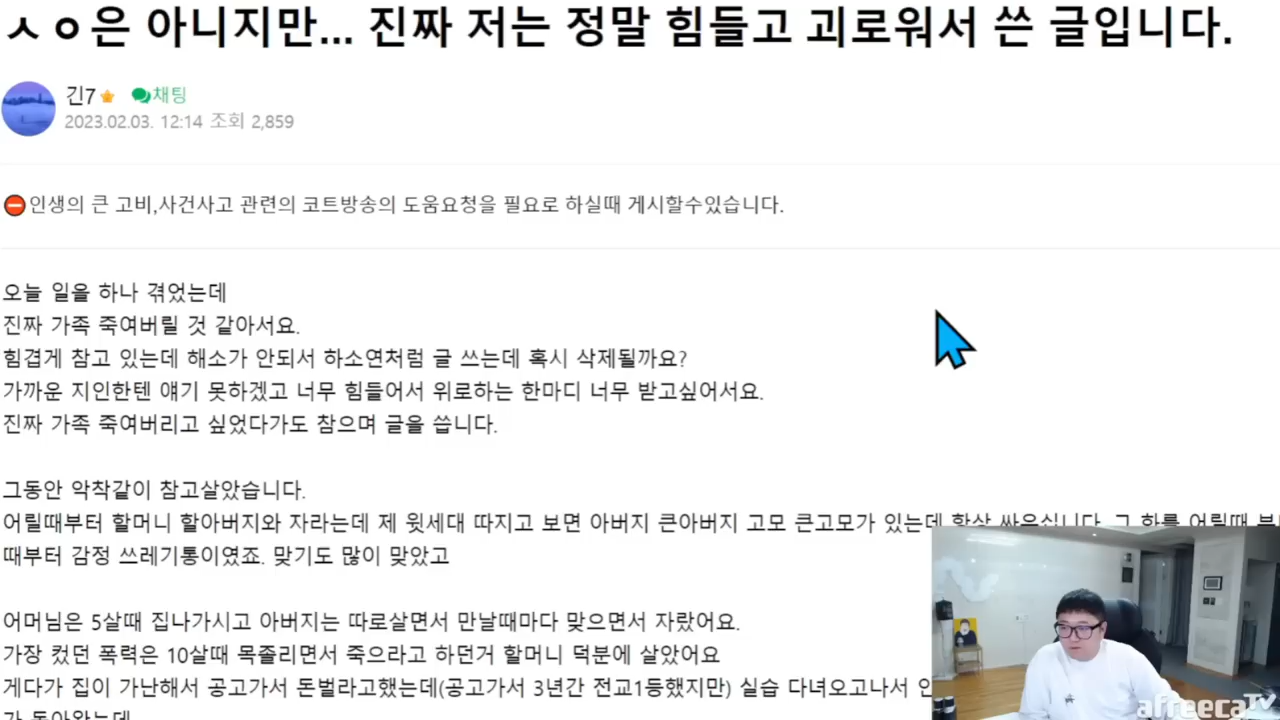 ㅅㅇ은 아니지만... 진짜 저는 정말 힘들고 괴로워서 쓴 글입니다.
긴7 채팅
2023.02.03. 12:14 조회 2,859
인생의 큰 고비,사건사고 관련의 코트방송의 도움요청을 필요로 하실때 게시할수있습니다.
오늘 일을 하나 겪었는데
진짜 가족 죽여버릴 것 같아서요.
힘겹게 참고 있는데 해소가 안되서 하소연처럼 글 쓰는데 혹시 삭제될까요?
가까운 지인한텐 얘기 못하겠고 너무 힘들어서 위로하는 한마디 너무 받고싶어서요.
진짜 가족 죽여버리고 싶었다가도 참으며 글을 씁니다.
그동안 악착같이 참고살았습니다.
어릴때부터 할머니 할아버지와 자라는데 제 윗세대 따지고 보면 아버지 큰아버지 고모 큰고모가 있는데 항상 싸우십니다 그 화를 어릴때
때부터 감정 쓰레기통이였죠. 맞기도 많이 맞았고
어머님은 5살때 집나가시고 아버지는 따로살면서 만날때마다 맞으면서 자랐어요.
가장 컸던 폭력은 10살때 목졸리면서 죽으라고 하던거 할머니 덕분에 살았어요
게다가 집이 가난해서 공고가서 돈벌라고했는데(공고가서 3년간 전교1등했지만) 실습 다녀오고나서
가 돌아왔는데
afreecaTV